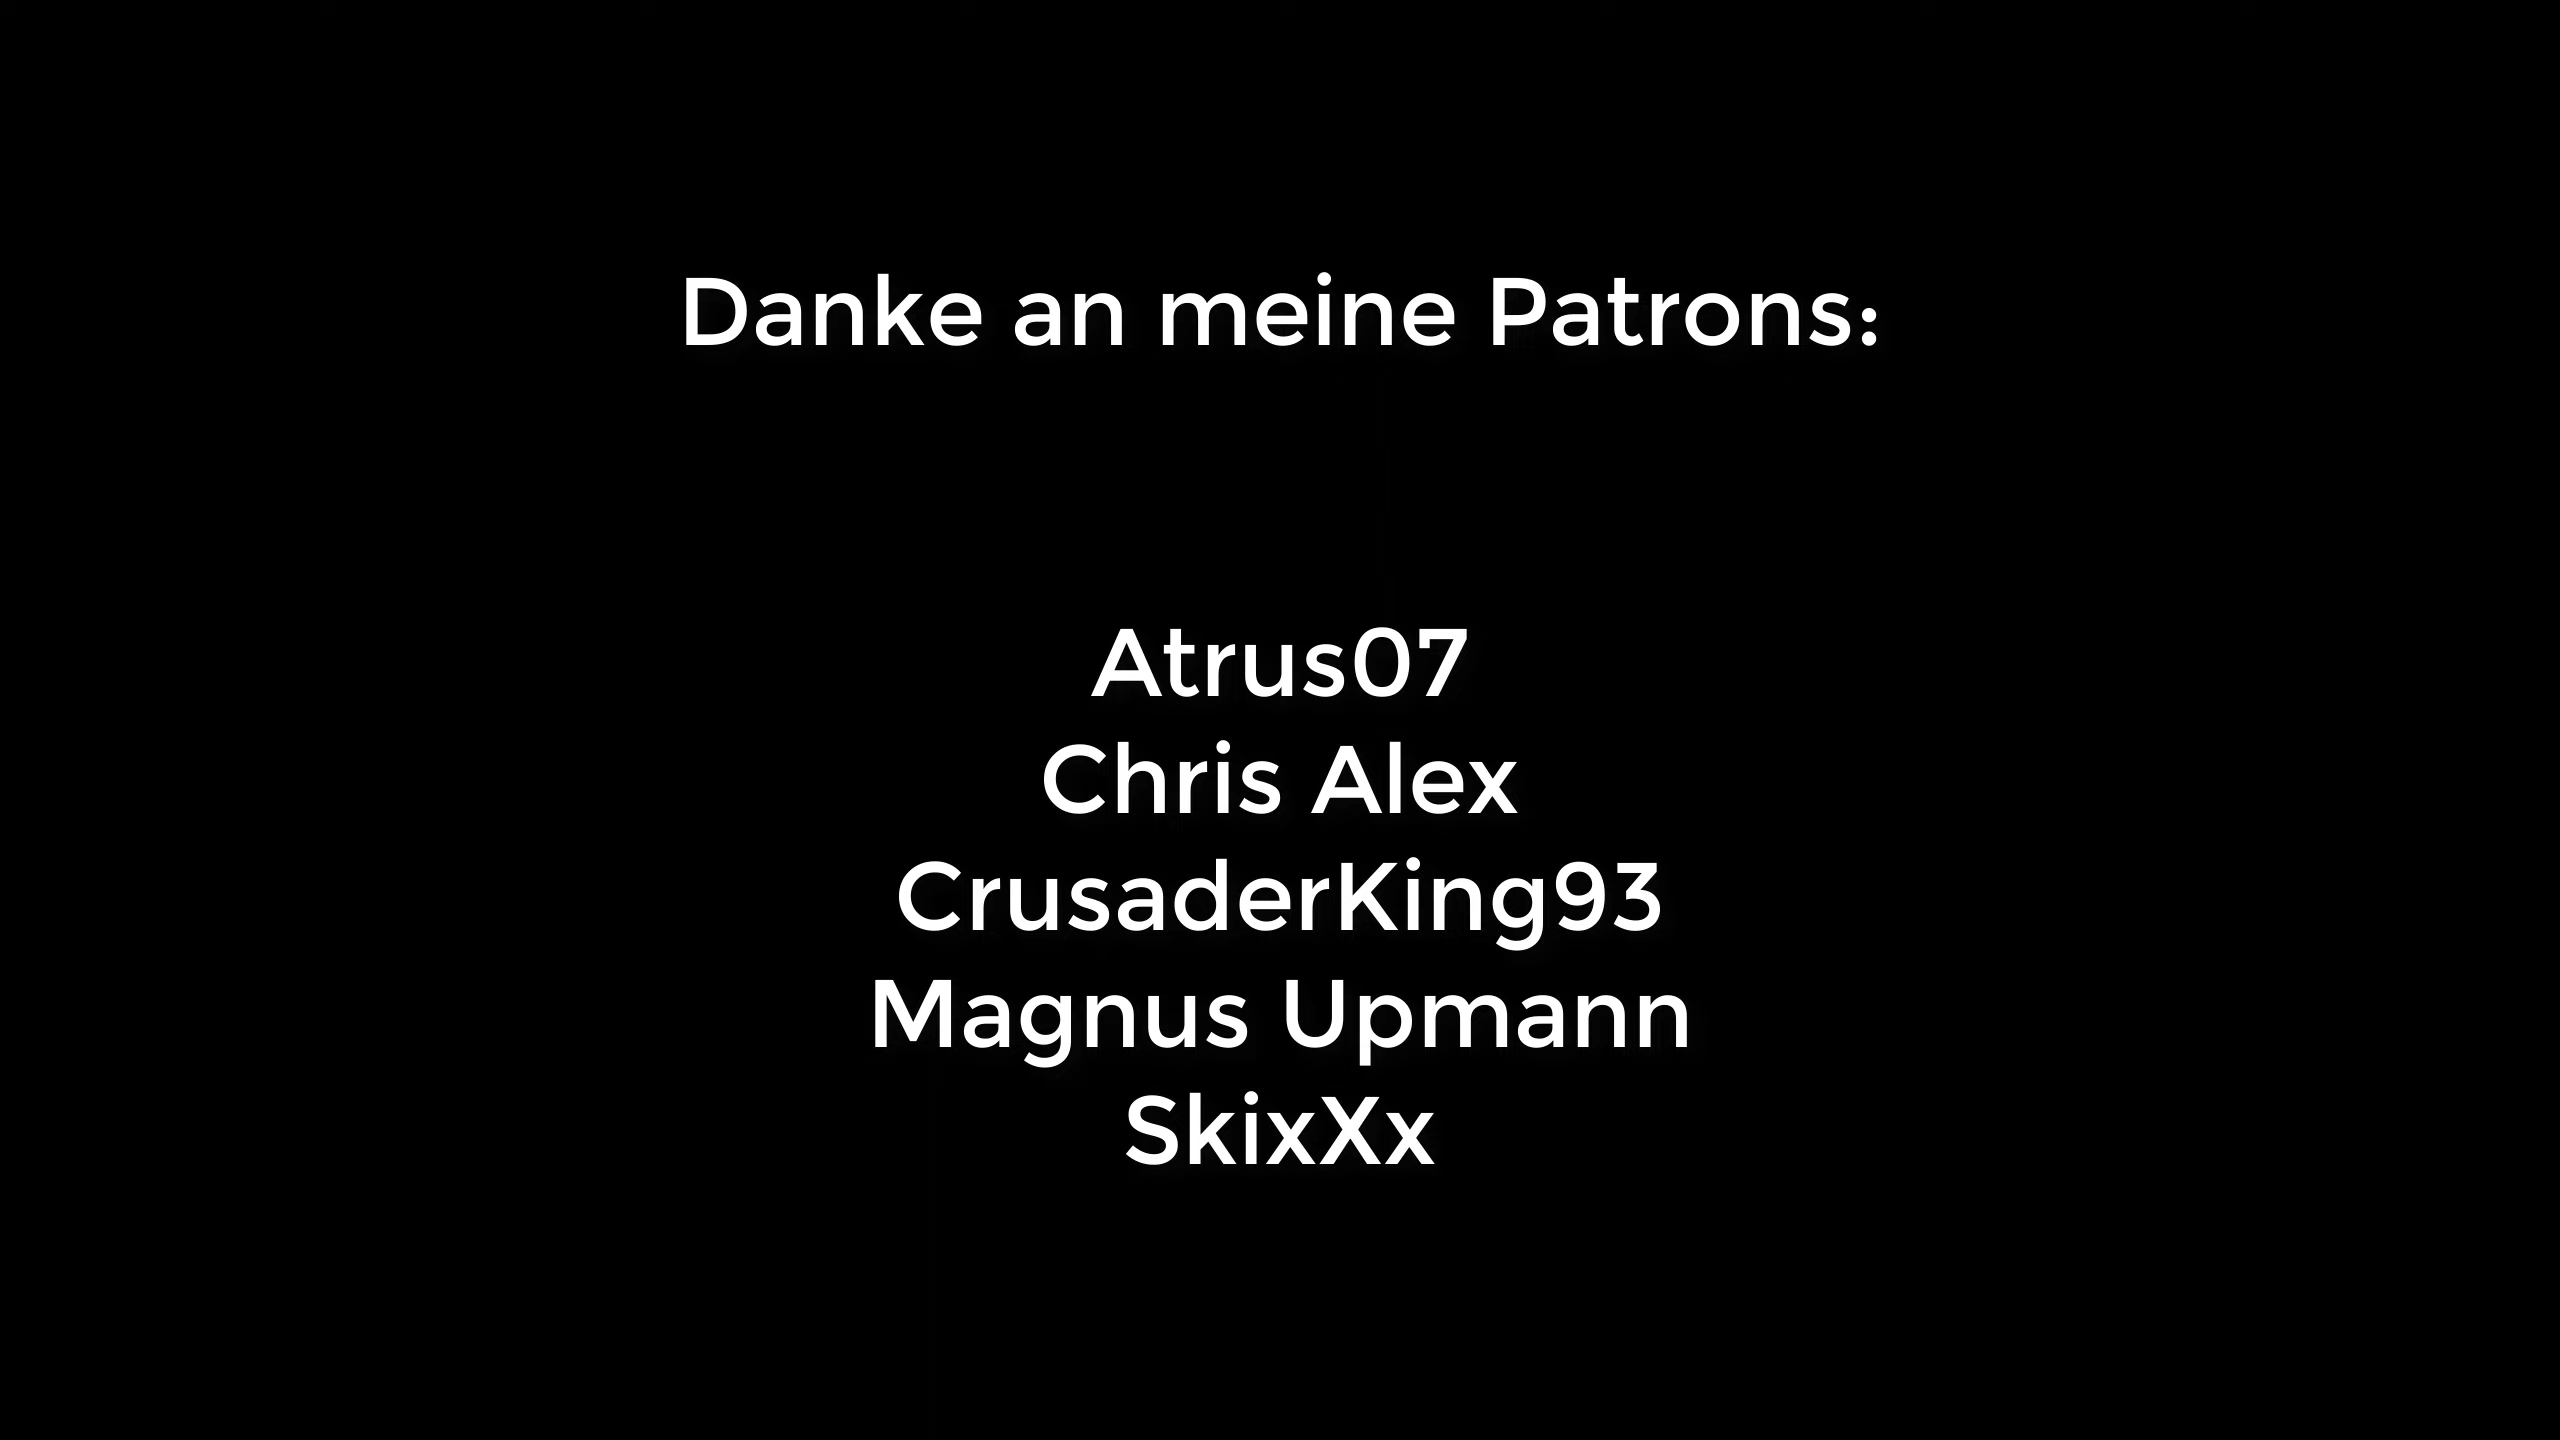 Danke an meine Patrons:
Atrus07
Chris Alex
CrusaderKing93
Magnus Upmann
SkixXx